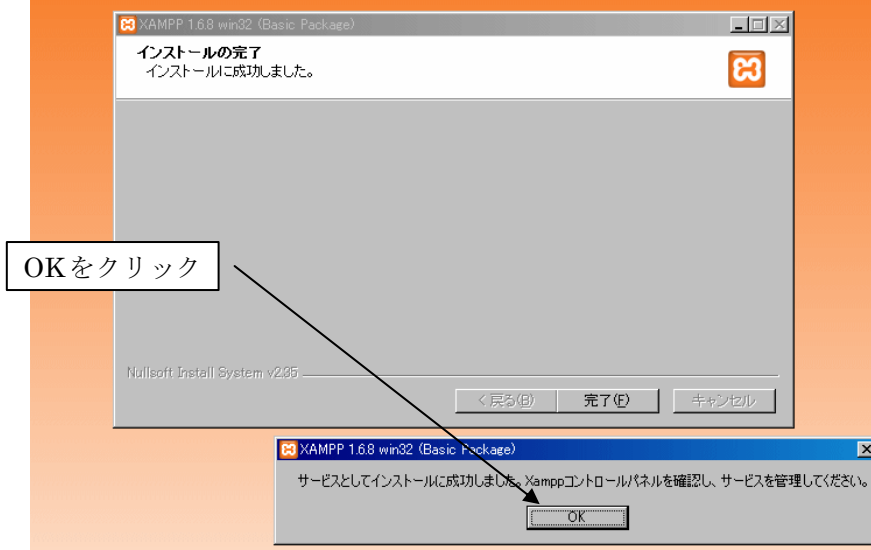 XAMPP 1.6.8 win32 (Basic Package)
インストールの完了
インストールに成功しました。
OKをクリック
Nullsoft Install System v2.35
< 戻る(B)
完了(F)
キャンセル
XAMPP 1.6.8 win32 (Basic Package)
サービスとしてインストールに成功しました。Xamppコントロールパネルを確認し、サービスを管理してください。
OK